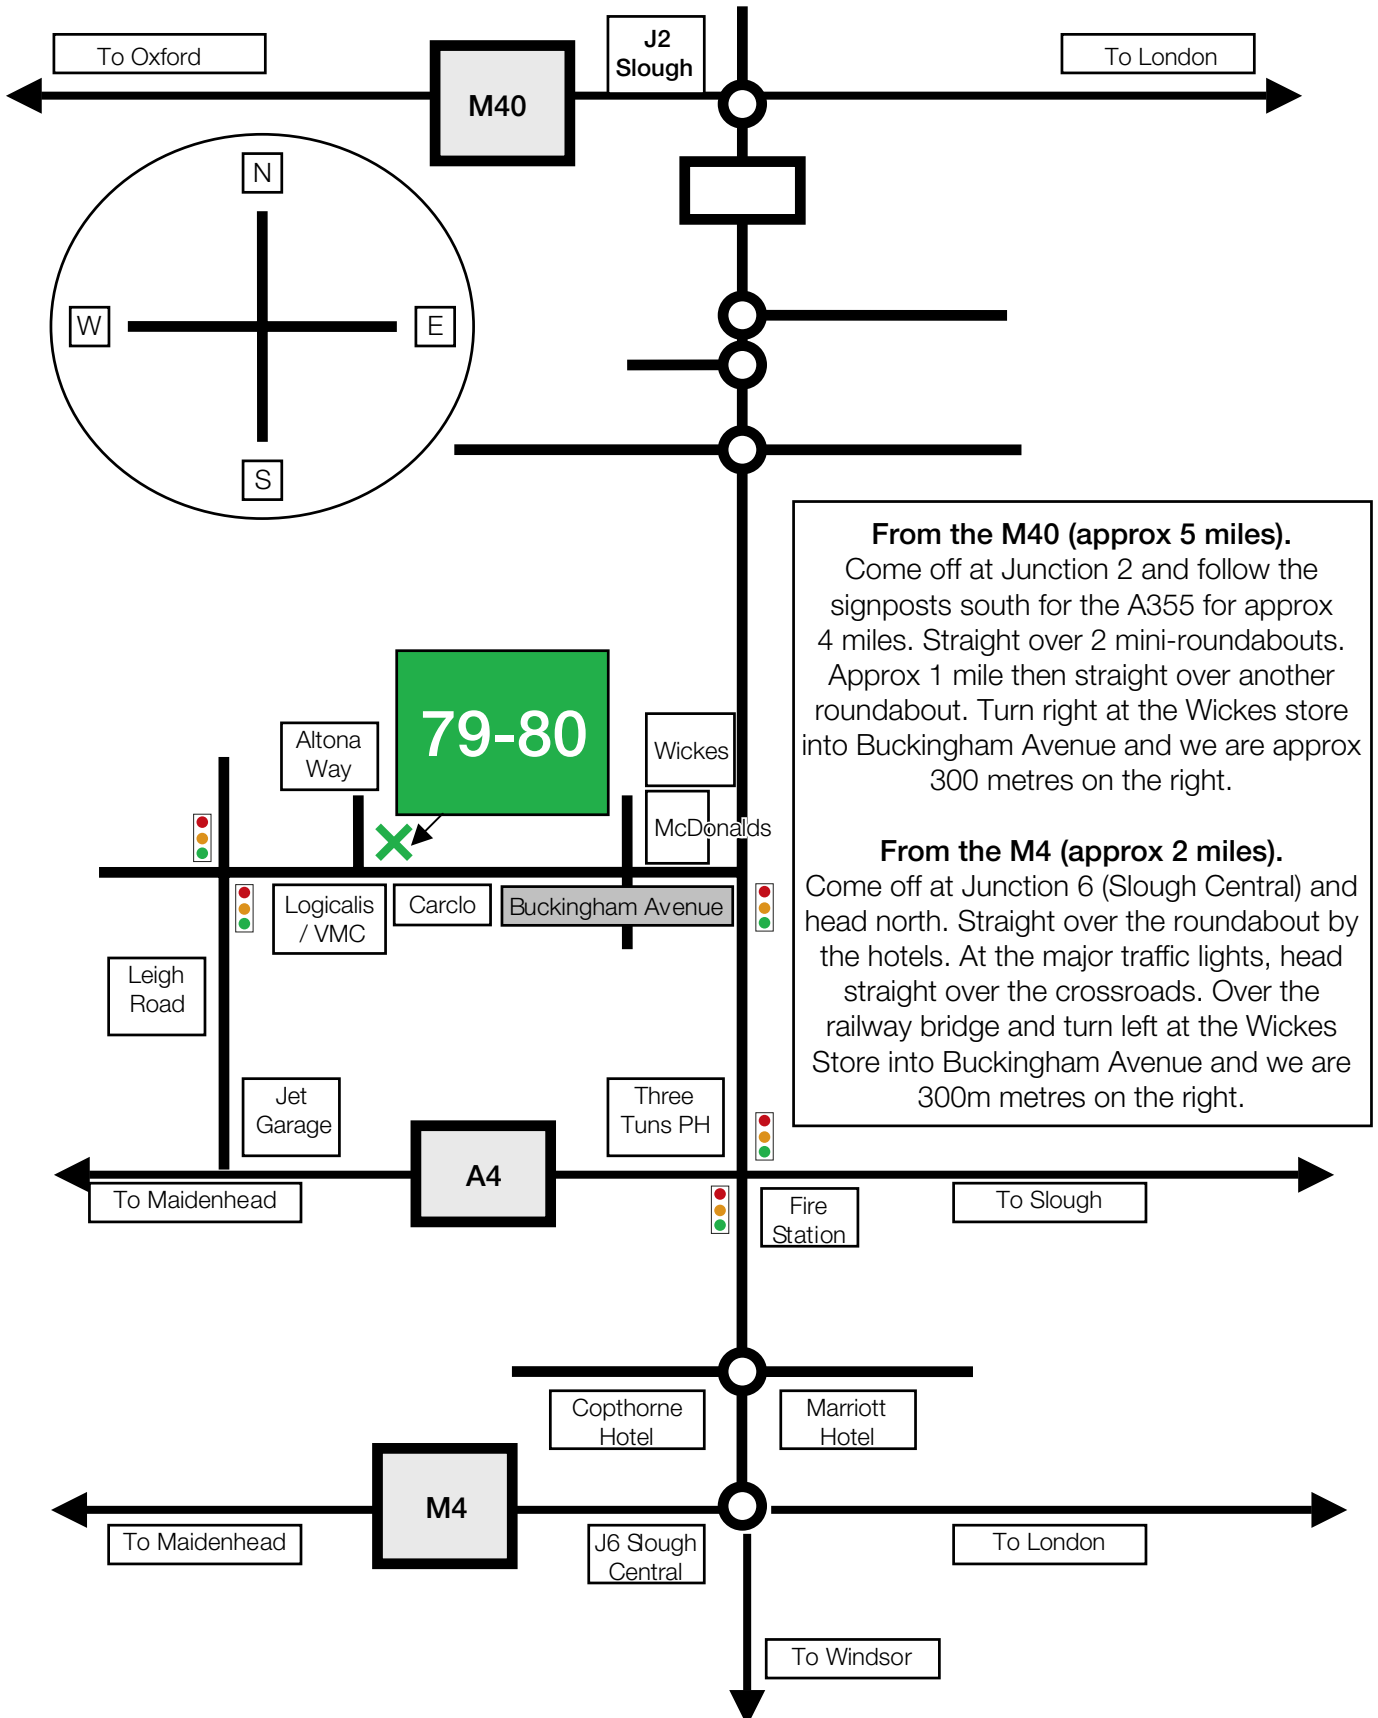 To Oxford
M40
J2
Slough
To London
N
W
E
S
From the M40 (approx 5 miles).
Come off at Junction 2 and follow the
signposts south for the A355 for approx
4 miles. Straight over 2 mini-roundabouts.
Approx 1 mile then straight over another
roundabout. Turn right at the Wickes store
into Buckingham Avenue and we are approx
300 metres on the right.
From the M4 (approx 2 miles).
Come off at Junction 6 (Slough Central) and
head north. Straight over the roundabout by
the hotels. At the major traffic lights, head
straight over the crossroads. Over the
railway bridge and turn left at the Wickes
Store into Buckingham Avenue and we are
300m metres on the right.
79-80
Altona
Way
Wickes
McDonalds
Logicalis
/ VMC
Carclo
Buckingham Avenue
Leigh
Road
Jet
Garage
Three
Tuns PH
A4
To Maidenhead
Fire
Station
To Slough
Copthorne
Hotel
Marriott
Hotel
M4
To Maidenhead
J6 Slough
Central
To London
To Windsor